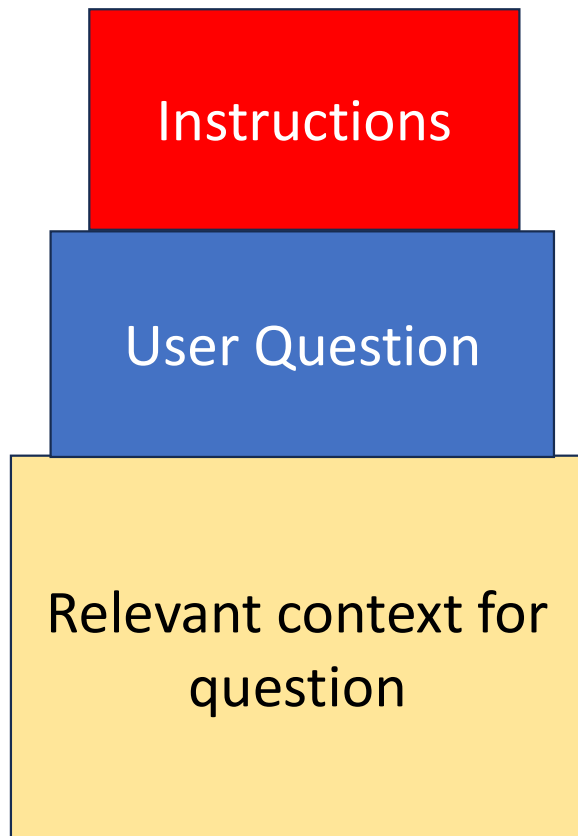 Instructions
User Question
Relevant context for
question